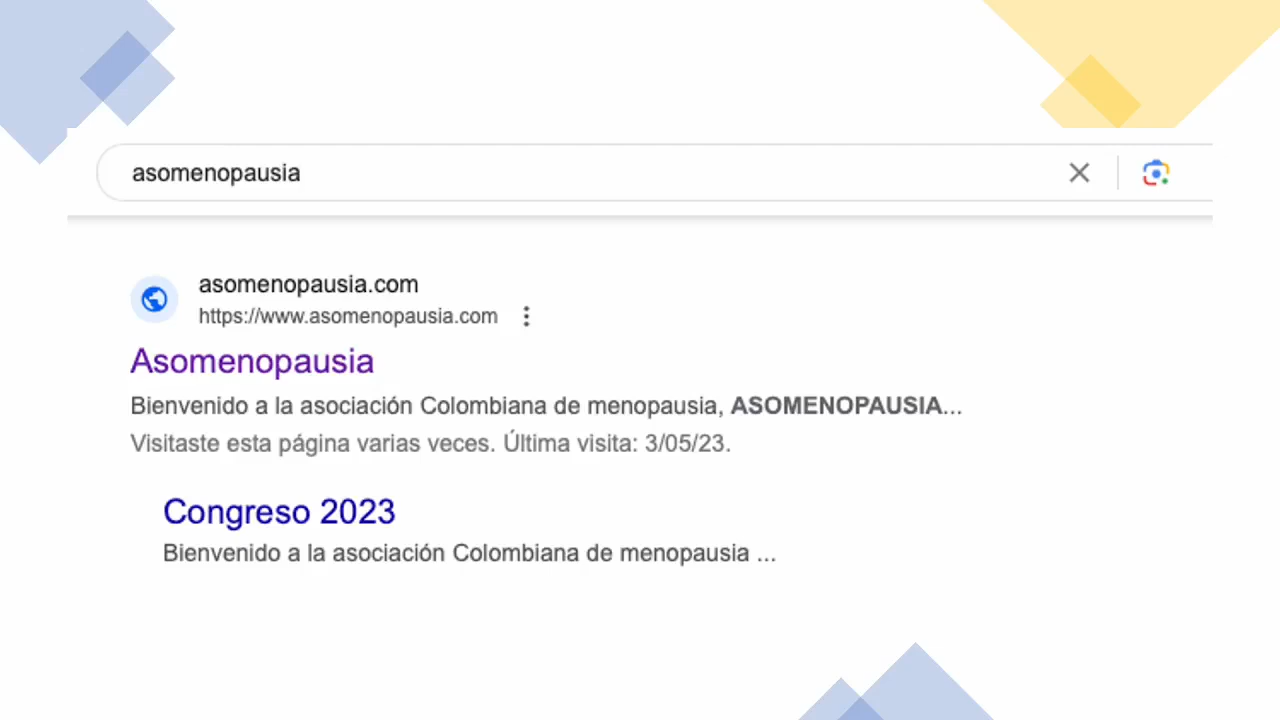 asomenopausia
asomenopausia.com
https://www.asomenopausia.com
Asomenopausia
Bienvenido a la asociación Colombiana de menopausia, ASOMENOPAUSIA...
Visitaste esta página varias veces. Última visita: 3/05/23.
Congreso 2023
Bienvenido a la asociación Colombiana de menopausia ...